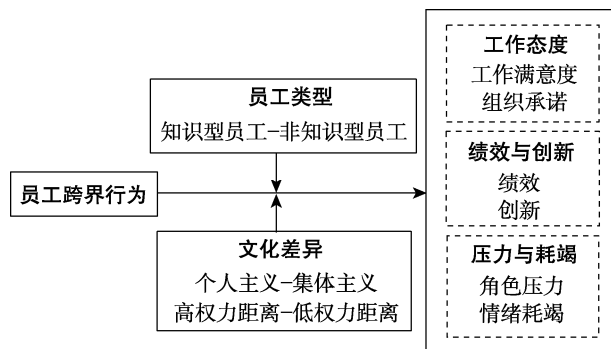 员工跨界行为
员工类型
知识型员工–非知识型员工
文化差异
个人主义–集体主义
高权力距离–低权力距离
工作态度
工作满意度
组织承诺
绩效与创新
绩效
创新
压力与耗竭
角色压力
情绪耗竭